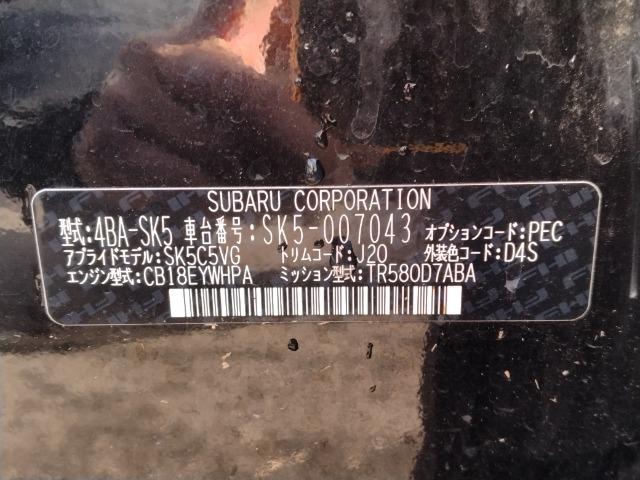 SUBARU CORPORATION
型式:4BA-SK5 車台番号:SK5-007043 オプションコード:PEC
アプライドモデル:SK5C5VG トリムコード:J20 外装色コード:D4S
エンジン型式:CB18EYWHPA ミッション型式:TR580D7ABA